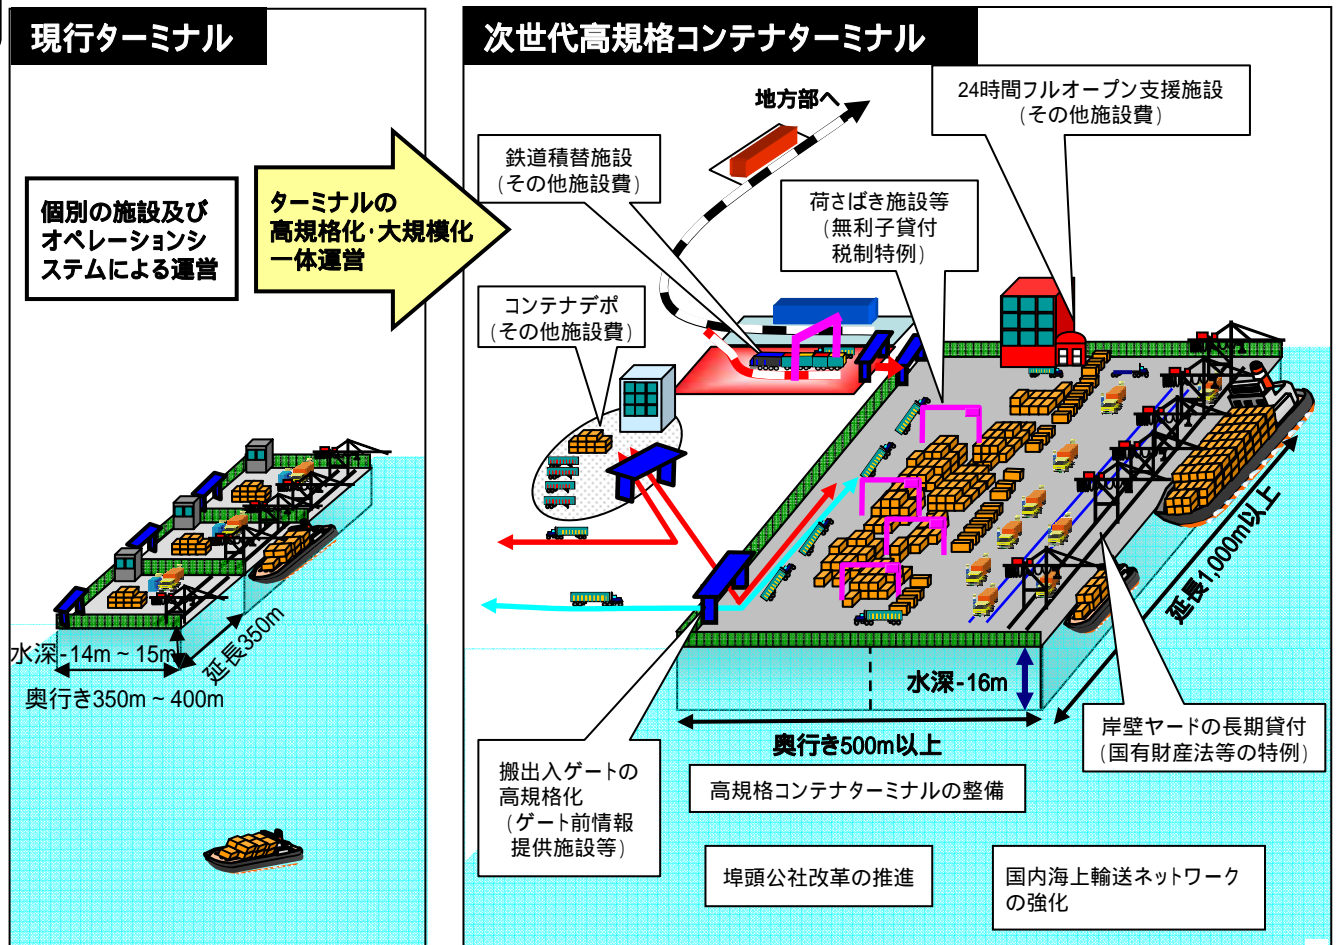 現行ターミナル
個別の施設及び
オペレーションシ
ステムによる運営
ターミナルの
高規格化・大規模化
一体運営
水深-14m～15m
延長350m
奥行き350m～400m
次世代高規格コンテナターミナル
地方部へ
24時間フルオープン支援施設
(その他施設費)
鉄道積替施設
(その他施設費)
荷さばき施設等
(無利子貸付
税制特例)
コンテナデポ
(その他施設費)
延長1,000m以上
水深-16m
奥行き500m以上
岸壁ヤードの長期貸付
(国有財産法等の特例)
搬出入ゲートの
高規格化
(ゲート前情報
提供施設等)
高規格コンテナターミナルの整備
埠頭公社改革の推進
国内海上輸送ネットワーク
の強化